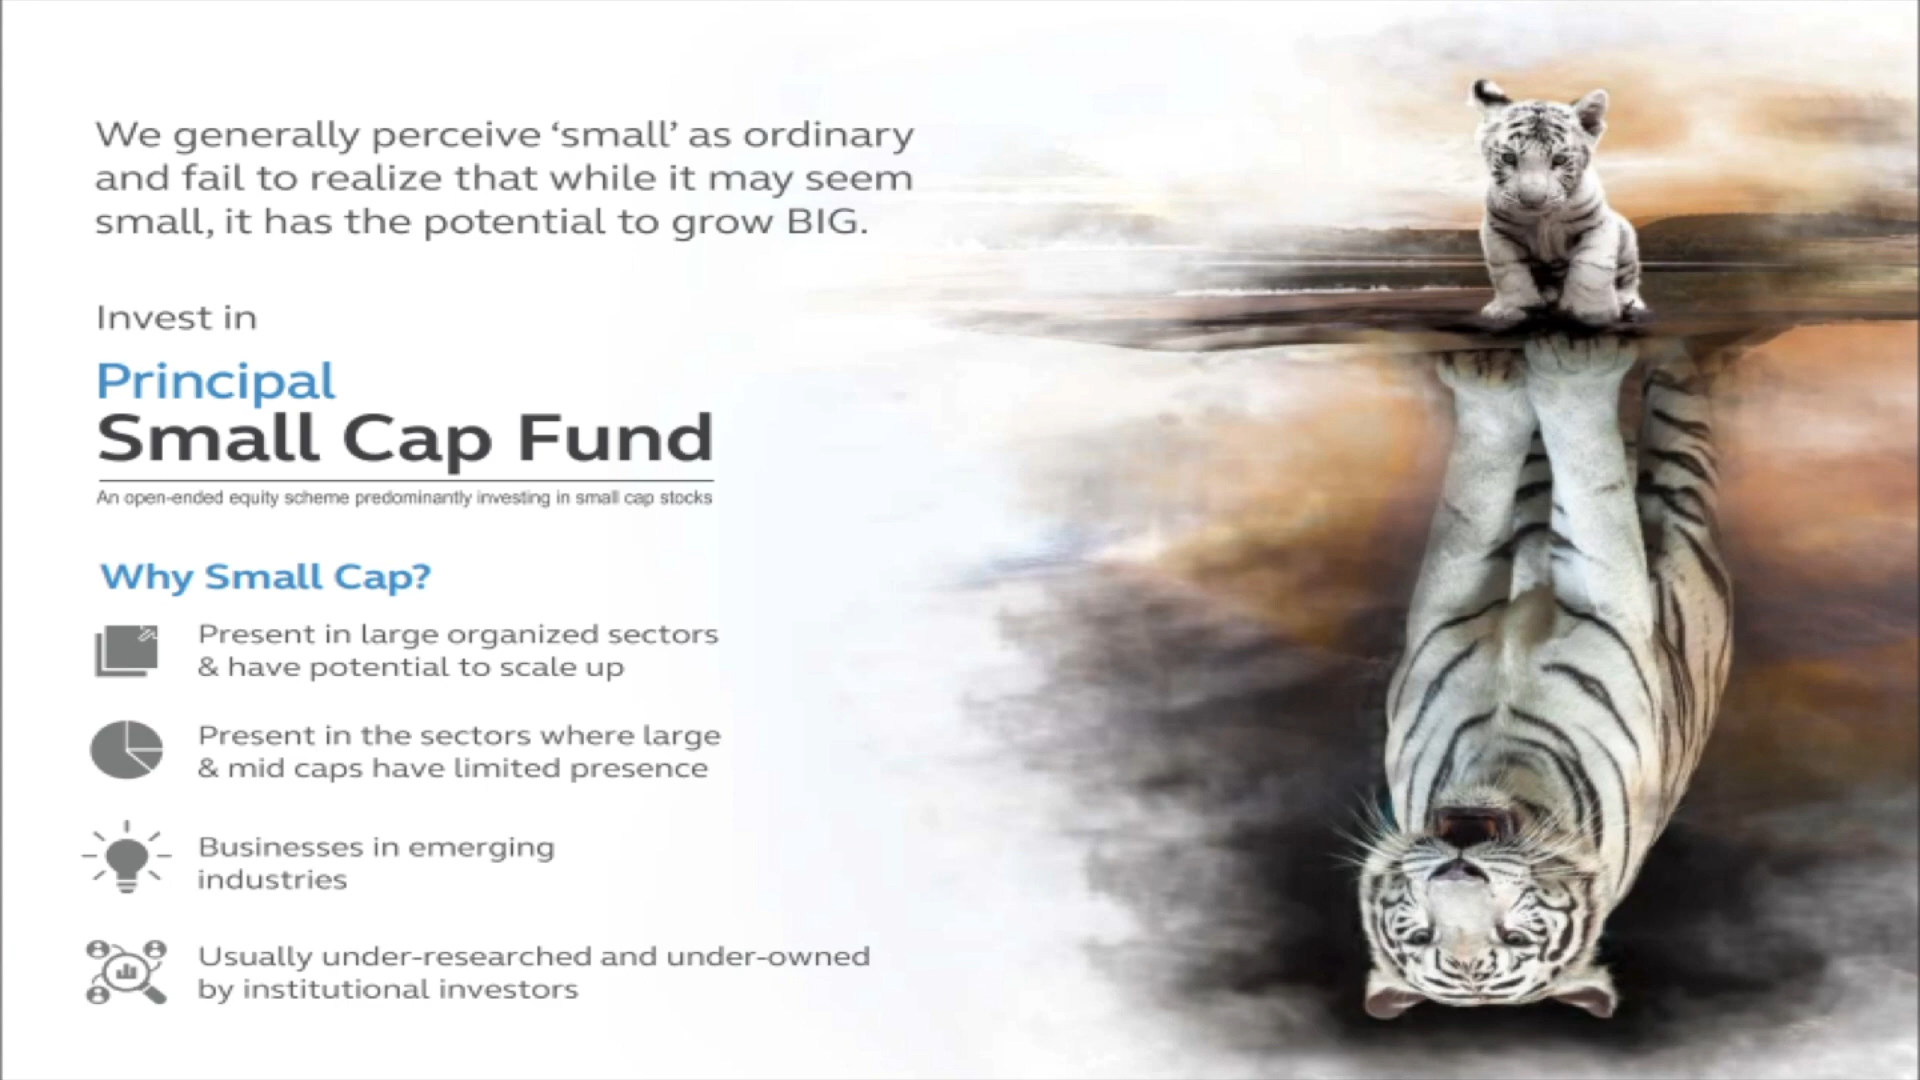 We generally perceive ‘small’ as ordinary
and fail to realize that while it may seem
small, it has the potential to grow BIG.
Invest in
Principal
Small Cap Fund
An open-ended equity scheme predominantly investing in small cap stocks
Why Small Cap?
Present in large organized sectors
& have potential to scale up
Present in the sectors where large
& mid caps have limited presence
Businesses in emerging
industries
Usually under-researched and under-owned
by institutional investors